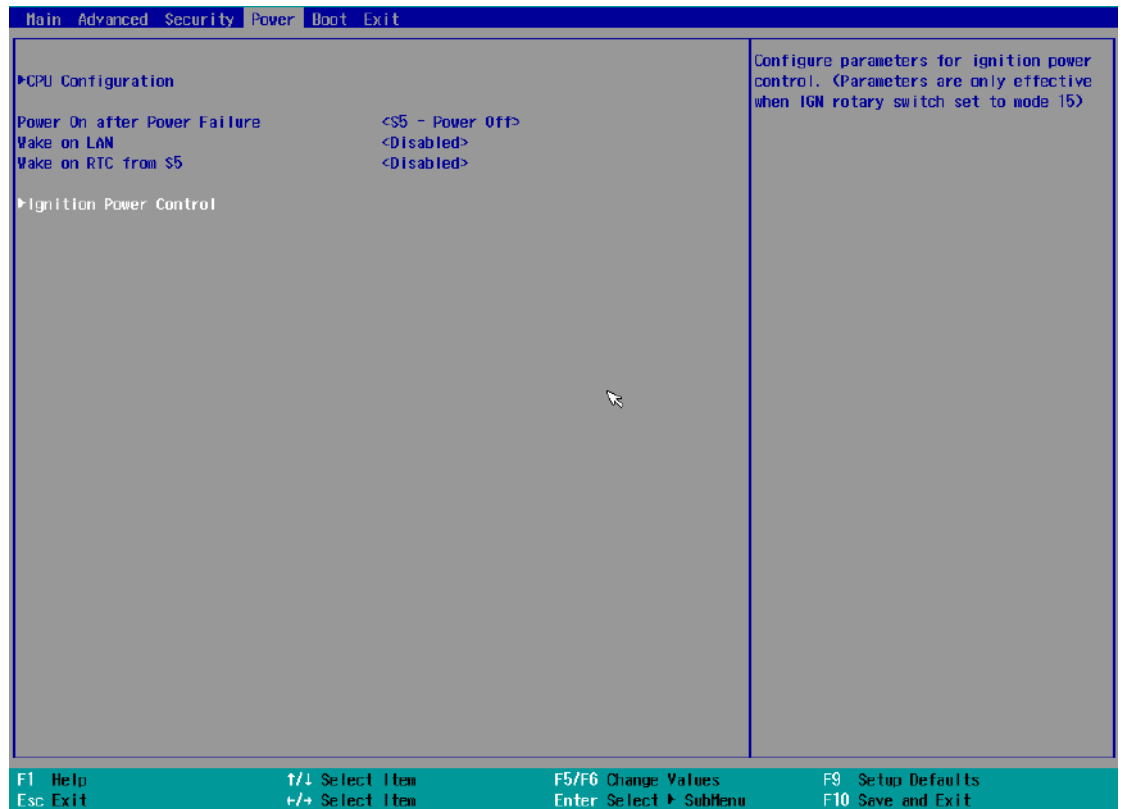 Main Advanced Security Power Boot Exit
▶CPU Configuration
Power On after Power Failure <S5 - Power Off>
Wake on LAN <Disabled>
Wake on RTC from S5 <Disabled>
▶Ignition Power Control
Configure parameters for ignition power
control. (Parameters are only effective
when IGN rotary switch set to mode 15)
F1 Help ↑/↓ Select Item F5/F6 Change Values F9 Setup Defaults
Esc Exit ←/→ Select Item Enter Select ▶ SubMenu F10 Save and Exit